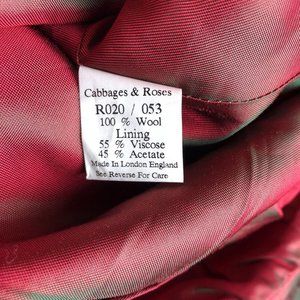 Cabbages & Roses
R020 / 053
100 % Wool
Lining
55 % Viscose
45 % Acetate
Made In London England
See Reverse For Care